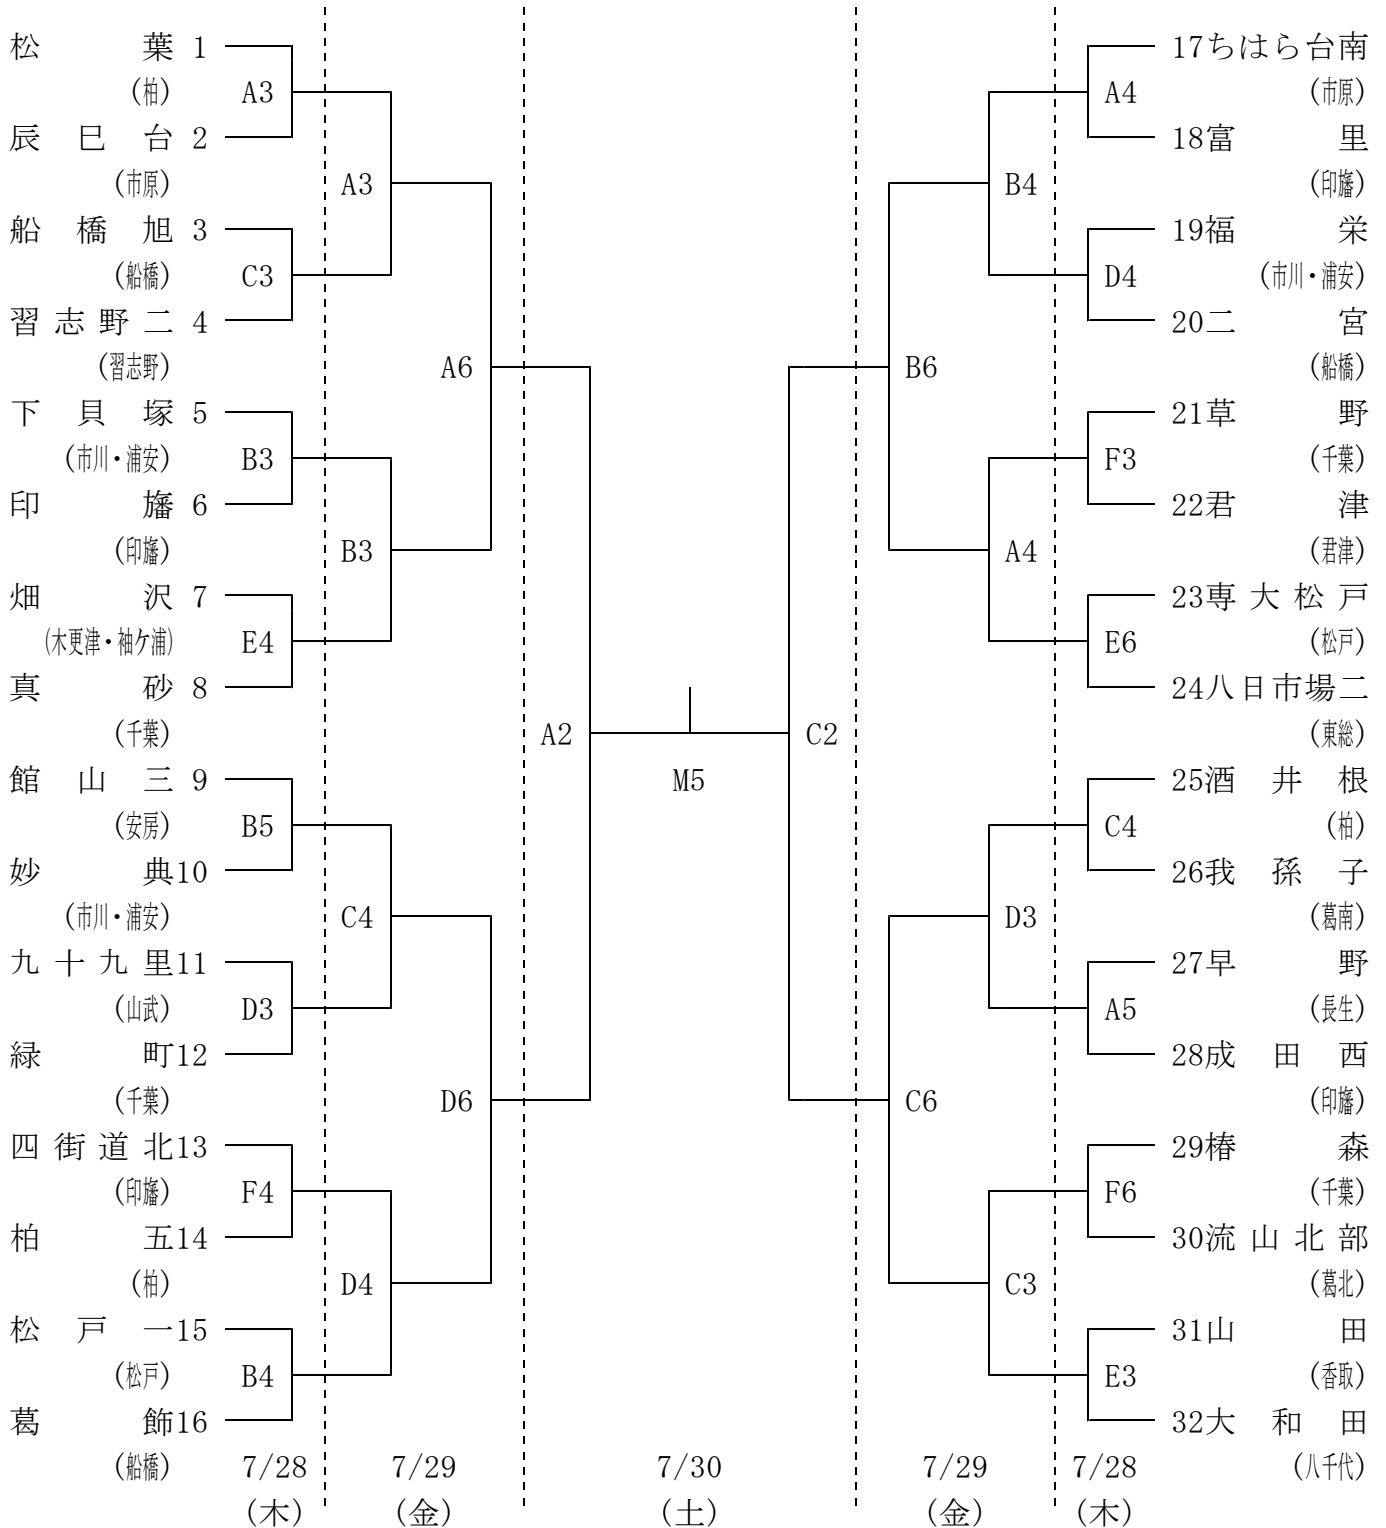 松葉 1
(柏)
A3
辰巳台 2
(市原)
A3
船橋旭 3
(船橋)
C3
習志野二 4
(習志野)
A6
下貝塚 5
(市川・浦安)
B3
印旛 6
(印旛)
B3
畑沢 7
(木更津・袖ケ浦)
E4
真砂 8
(千葉)
A2
館山三 9
(安房)
B5
妙典10
(市川・浦安)
C4
九十九里11
(山武)
D3
緑町12
(千葉)
D6
四街道北13
(印旛)
F4
柏五14
(柏)
D4
松戸一15
(松戸)
B4
葛飾16
(船橋)
M5
17ちはら台南
A4
(市原)
18富里
B4
(印旛)
19福栄
D4
(市川・浦安)
20二宮
B6
(船橋)
21草野
F3
(千葉)
22君津
A4
(君津)
23専大松戸
E6
(松戸)
24八日市場二
C2
(東総)
25酒井根
C4
(柏)
26我孫子
D3
(葛南)
27早野
A5
(長生)
28成田西
C6
(印旛)
29椿森
F6
(千葉)
30流山北部
C3
(葛北)
31山田
E3
(香取)
32大和田
(八千代)
7/28 7/29 7/30 7/29 7/28
(木) (金) (土) (金) (木)